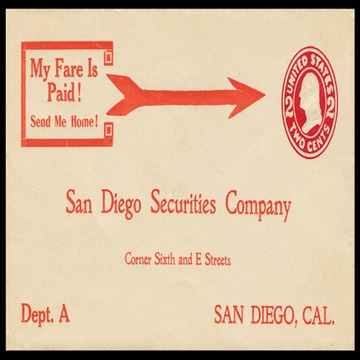 My Fare Is
Paid!
Send Me Home!
UNITED STATES
2 2
TWO CENTS
San Diego Securities Company
Corner Sixth and E Streets
Dept. A
SAN DIEGO, CAL.